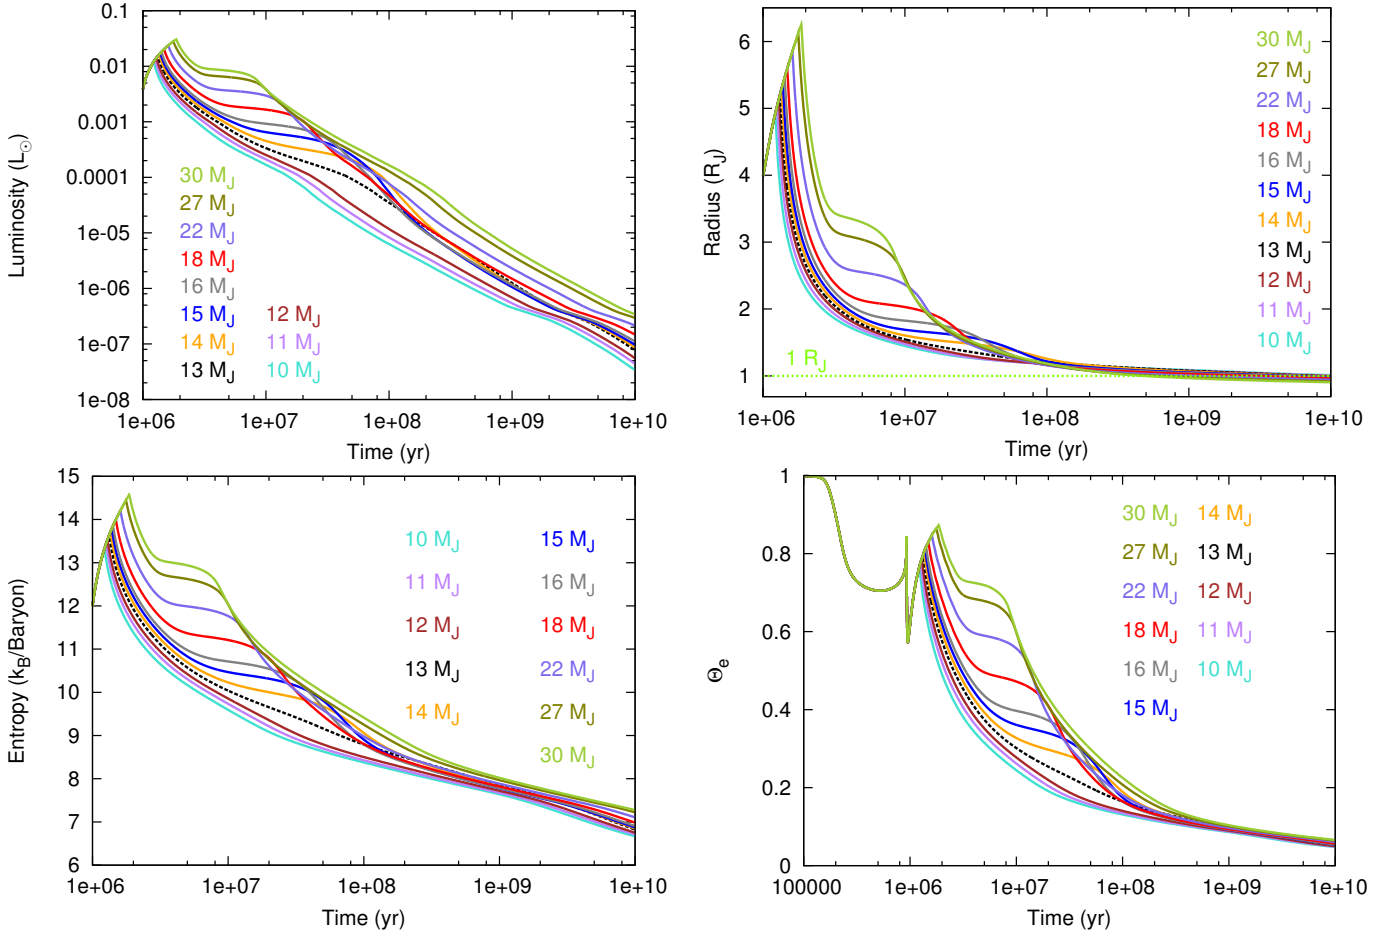 0.1
0.01
0.001
0.0001
1e-05
1e-06
1e-07
1e-08
Luminosity (L☉)
30 MJ
27 MJ
22 MJ
18 MJ
16 MJ
15 MJ 12 MJ
14 MJ 11 MJ
13 MJ 10 MJ
1e+06 1e+07 1e+08 1e+09 1e+10
Time (yr)
6
5
4
3
2
1
Radius (RJ)
30 MJ
27 MJ
22 MJ
18 MJ
16 MJ
15 MJ
14 MJ
13 MJ
12 MJ
11 MJ
10 MJ
1 RJ
1e+06 1e+07 1e+08 1e+09 1e+10
Time (yr)
15
14
13
12
11
10
9
8
7
6
Entropy (kB/Baryon)
10 MJ 15 MJ
11 MJ 16 MJ
12 MJ 18 MJ
13 MJ 22 MJ
14 MJ 27 MJ
30 MJ
1e+06 1e+07 1e+08 1e+09 1e+10
Time (yr)
1
0.8
0.6
0.4
0.2
0
Θe
30 MJ 14 MJ
27 MJ 13 MJ
22 MJ 12 MJ
18 MJ 11 MJ
16 MJ 10 MJ
15 MJ
100000 1e+06 1e+07 1e+08 1e+09 1e+10
Time (yr)